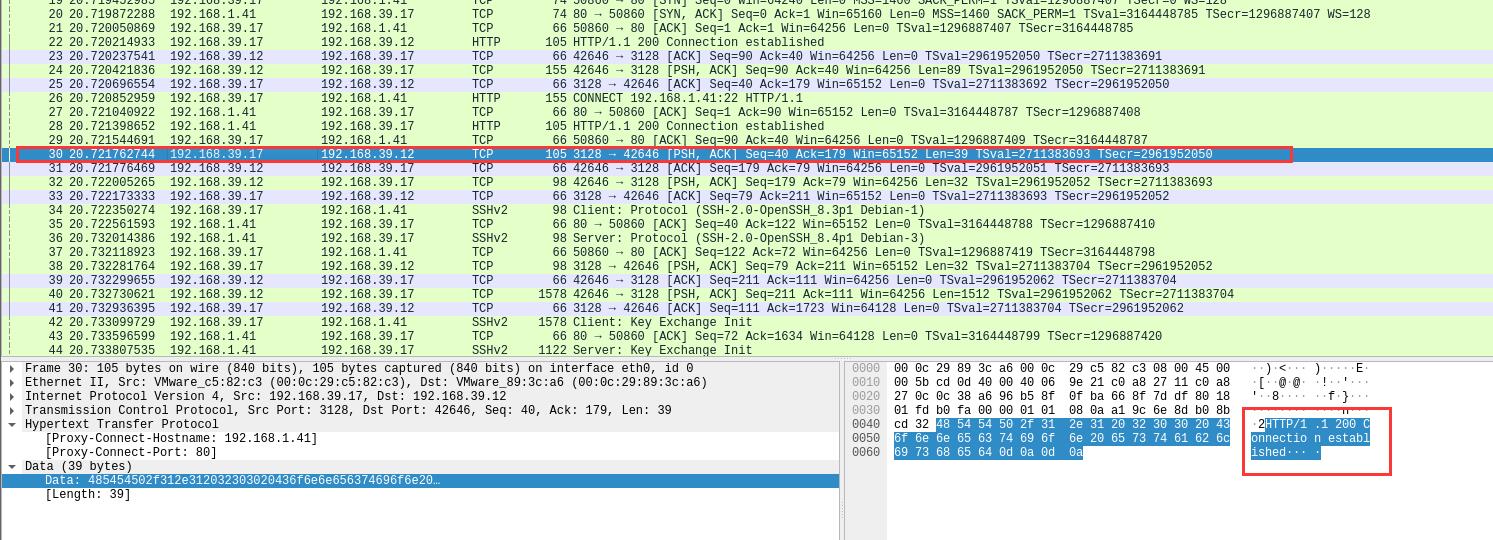 19 20.719452985 192.168.39.17 192.168.1.41 TCP 74 50860 → 80 [SYN] Seq=0 Win=64240 Len=0 MSS=1460 SACK_PERM=1 TSval=1296887407 TSecr=0 WS=128
20 20.719872288 192.168.1.41 192.168.39.17 TCP 74 80 → 50860 [SYN, ACK] Seq=0 Ack=1 Win=65160 Len=0 MSS=1460 SACK_PERM=1 TSval=3164448785 TSecr=1296887407 WS=128
21 20.720050869 192.168.39.17 192.168.1.41 TCP 66 50860 → 80 [ACK] Seq=1 Ack=1 Win=64256 Len=0 TSval=1296887407 TSecr=3164448785
22 20.720214933 192.168.39.17 192.168.39.12 HTTP 105 HTTP/1.1 200 Connection established
23 20.720237541 192.168.39.12 192.168.39.17 TCP 66 42646 → 3128 [ACK] Seq=90 Ack=40 Win=64256 Len=0 TSval=2961952050 TSecr=2711383691
24 20.720421836 192.168.39.12 192.168.39.17 TCP 155 42646 → 3128 [PSH, ACK] Seq=90 Ack=40 Win=64256 Len=89 TSval=2961952050 TSecr=2711383691
25 20.720696554 192.168.39.17 192.168.39.12 TCP 66 3128 → 42646 [ACK] Seq=40 Ack=179 Win=65152 Len=0 TSval=2711383692 TSecr=2961952050
26 20.720852959 192.168.39.17 192.168.1.41 HTTP 155 CONNECT 192.168.1.41:22 HTTP/1.1
27 20.721040922 192.168.1.41 192.168.39.17 TCP 66 80 → 50860 [ACK] Seq=1 Ack=90 Win=65152 Len=0 TSval=3164448787 TSecr=1296887408
28 20.721398652 192.168.1.41 192.168.39.17 HTTP 105 HTTP/1.1 200 Connection established
29 20.721544691 192.168.39.17 192.168.1.41 TCP 66 50860 → 80 [ACK] Seq=90 Ack=40 Win=64256 Len=0 TSval=1296887409 TSecr=3164448787
30 20.721762744 192.168.39.17 192.168.39.12 TCP 105 3128 → 42646 [PSH, ACK] Seq=40 Ack=179 Win=65152 Len=39 TSval=2711383693 TSecr=2961952050
31 20.721776469 192.168.39.12 192.168.39.17 TCP 66 42646 → 3128 [ACK] Seq=179 Ack=79 Win=64256 Len=0 TSval=2961952051 TSecr=2711383693
32 20.722005265 192.168.39.12 192.168.39.17 TCP 98 42646 → 3128 [PSH, ACK] Seq=179 Ack=79 Win=64256 Len=32 TSval=2961952052 TSecr=2711383693
33 20.722173333 192.168.39.17 192.168.39.12 TCP 66 3128 → 42646 [ACK] Seq=79 Ack=211 Win=65152 Len=0 TSval=2711383693 TSecr=2961952052
34 20.722350274 192.168.39.17 192.168.1.41 SSHv2 98 Client: Protocol (SSH-2.0-OpenSSH_8.3p1 Debian-1)
35 20.722561593 192.168.1.41 192.168.39.17 TCP 66 80 → 50860 [ACK] Seq=40 Ack=122 Win=65152 Len=0 TSval=3164448788 TSecr=1296887410
36 20.732014386 192.168.1.41 192.168.39.17 SSHv2 98 Server: Protocol (SSH-2.0-OpenSSH_8.4p1 Debian-3)
37 20.732118923 192.168.39.17 192.168.1.41 TCP 66 50860 → 80 [ACK] Seq=122 Ack=72 Win=64256 Len=0 TSval=1296887419 TSecr=3164448798
38 20.732281764 192.168.39.17 192.168.39.12 TCP 98 3128 → 42646 [PSH, ACK] Seq=79 Ack=211 Win=65152 Len=32 TSval=2711383704 TSecr=2961952052
39 20.732299655 192.168.39.12 192.168.39.17 TCP 66 42646 → 3128 [ACK] Seq=211 Ack=111 Win=64256 Len=0 TSval=2961952062 TSecr=2711383704
40 20.732730621 192.168.39.12 192.168.39.17 TCP 1578 42646 → 3128 [PSH, ACK] Seq=211 Ack=111 Win=64256 Len=1512 TSval=2961952062 TSecr=2711383704
41 20.732936395 192.168.39.17 192.168.39.12 TCP 66 3128 → 42646 [ACK] Seq=111 Ack=1723 Win=64128 Len=0 TSval=2711383704 TSecr=2961952062
42 20.733099729 192.168.39.17 192.168.1.41 SSHv2 1578 Client: Key Exchange Init
43 20.733596599 192.168.1.41 192.168.39.17 TCP 66 80 → 50860 [ACK] Seq=72 Ack=1634 Win=64128 Len=0 TSval=3164448799 TSecr=1296887420
44 20.733807535 192.168.1.41 192.168.39.17 SSHv2 1122 Server: Key Exchange Init
Frame 30: 105 bytes on wire (840 bits), 105 bytes captured (840 bits) on interface eth0, id 0
Ethernet II, Src: VMware_c5:82:c3 (00:0c:29:c5:82:c3), Dst: VMware_89:3c:a6 (00:0c:29:89:3c:a6)
Internet Protocol Version 4, Src: 192.168.39.17, Dst: 192.168.39.12
Transmission Control Protocol, Src Port: 3128, Dst Port: 42646, Seq: 40, Ack: 179, Len: 39
Hypertext Transfer Protocol
[Proxy-Connect-Hostname: 192.168.1.41]
[Proxy-Connect-Port: 80]
Data (39 bytes)
Data: 485454502f312e312032303020436f6e6e656374696f6e20…
[Length: 39]
0000 00 0c 29 89 3c a6 00 0c 29 c5 82 c3 08 00 45 00 ··)·<··· )·····E·
0010 00 5b cd 0d 40 00 40 06 9e 21 c0 a8 27 11 c0 a8 ·[··@·@· ·!··'···
0020 27 0c 0c 38 a6 96 b5 8f 0f ba 66 8f 7d df 80 18 '··8···· ··f·}···
0030 01 fd b0 fa 00 00 01 01 08 0a a1 9c 6e 8d b0 8b ········ ····n···
0040 cd 32 48 54 54 50 2f 31 2e 31 20 32 30 30 20 43 ·2HTTP/1 .1 200 C
0050 6f 6e 6e 65 63 74 69 6f 6e 20 65 73 74 61 62 6c onnectio n establ
0060 69 73 68 65 64 0d 0a 0d 0a ished··· ·